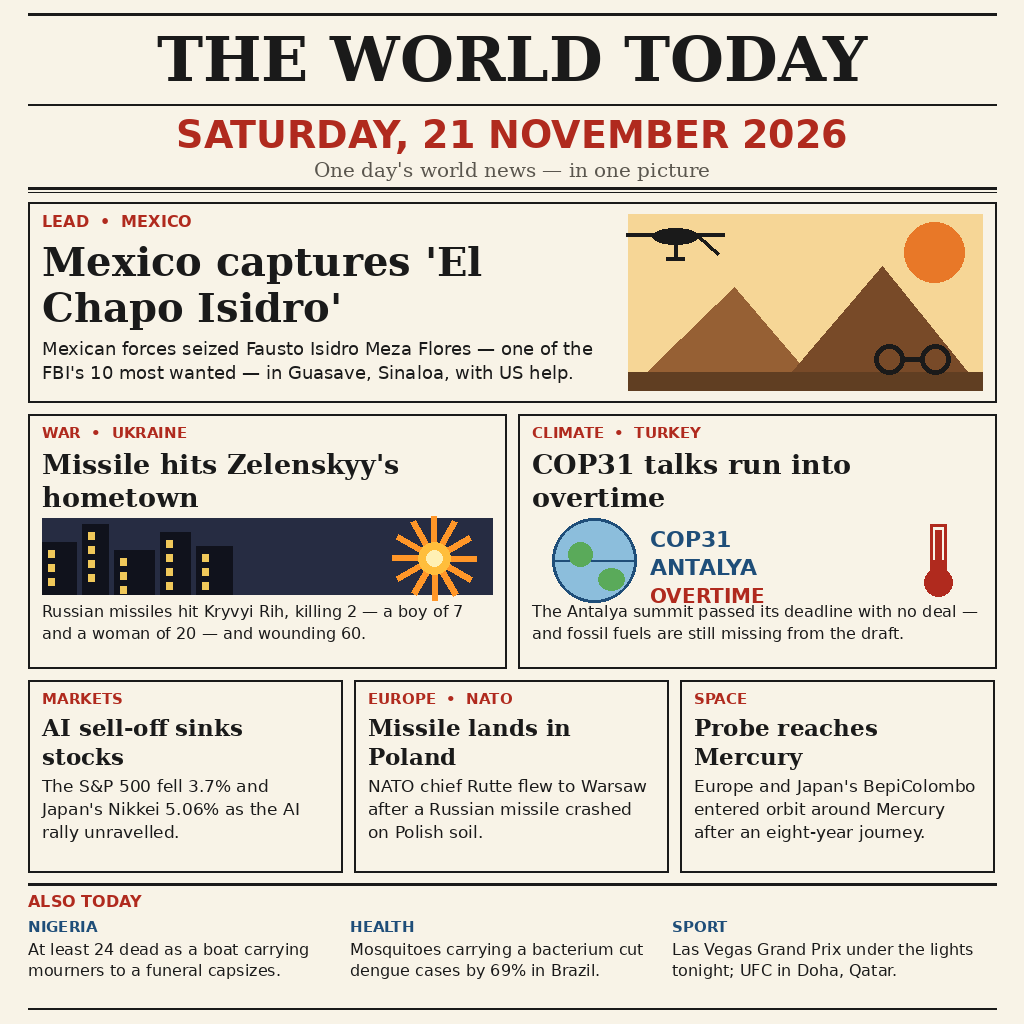 THE WORLD TODAY
SATURDAY, 21 NOVEMBER 2026
One day's world news — in one picture
LEAD • MEXICO
Mexico captures 'El
Chapo Isidro'
Mexican forces seized Fausto Isidro Meza Flores — one of the
FBI's 10 most wanted — in Guasave, Sinaloa, with US help.
WAR • UKRAINE
Missile hits Zelenskyy's
hometown
Russian missiles hit Kryvyi Rih, killing 2 — a boy of 7
and a woman of 20 — and wounding 60.
CLIMATE • TURKEY
COP31 talks run into
overtime
COP31
ANTALYA
OVERTIME
The Antalya summit passed its deadline with no deal —
and fossil fuels are still missing from the draft.
MARKETS
AI sell-off sinks
stocks
The S&P 500 fell 3.7% and
Japan's Nikkei 5.06% as the AI
rally unravelled.
EUROPE • NATO
Missile lands in
Poland
NATO chief Rutte flew to Warsaw
after a Russian missile crashed
on Polish soil.
SPACE
Probe reaches
Mercury
Europe and Japan's BepiColombo
entered orbit around Mercury
after an eight-year journey.
ALSO TODAY
NIGERIA
At least 24 dead as a boat carrying
mourners to a funeral capsizes.
HEALTH
Mosquitoes carrying a bacterium cut
dengue cases by 69% in Brazil.
SPORT
Las Vegas Grand Prix under the lights
tonight; UFC in Doha, Qatar.